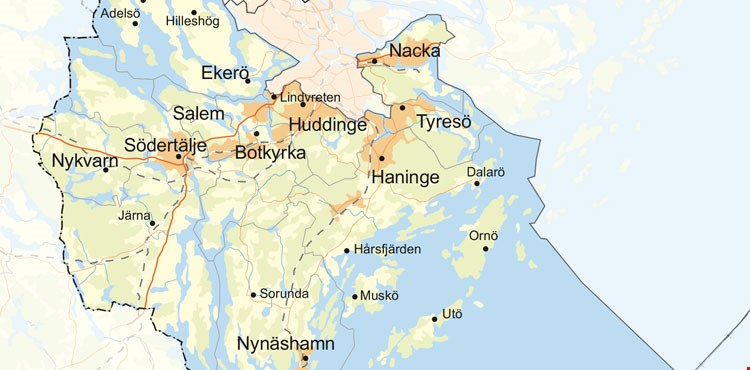 Adelsö
Hilleshög
Nacka
Ekerö
Lindvreten
Salem
Huddinge
Tyresö
Södertälje
Botkyrka
Nykvarn
Haninge
Dalarö
Järna
Ornö
Hårsfjärden
Sorunda
Muskö
Utö
Nynäshamn